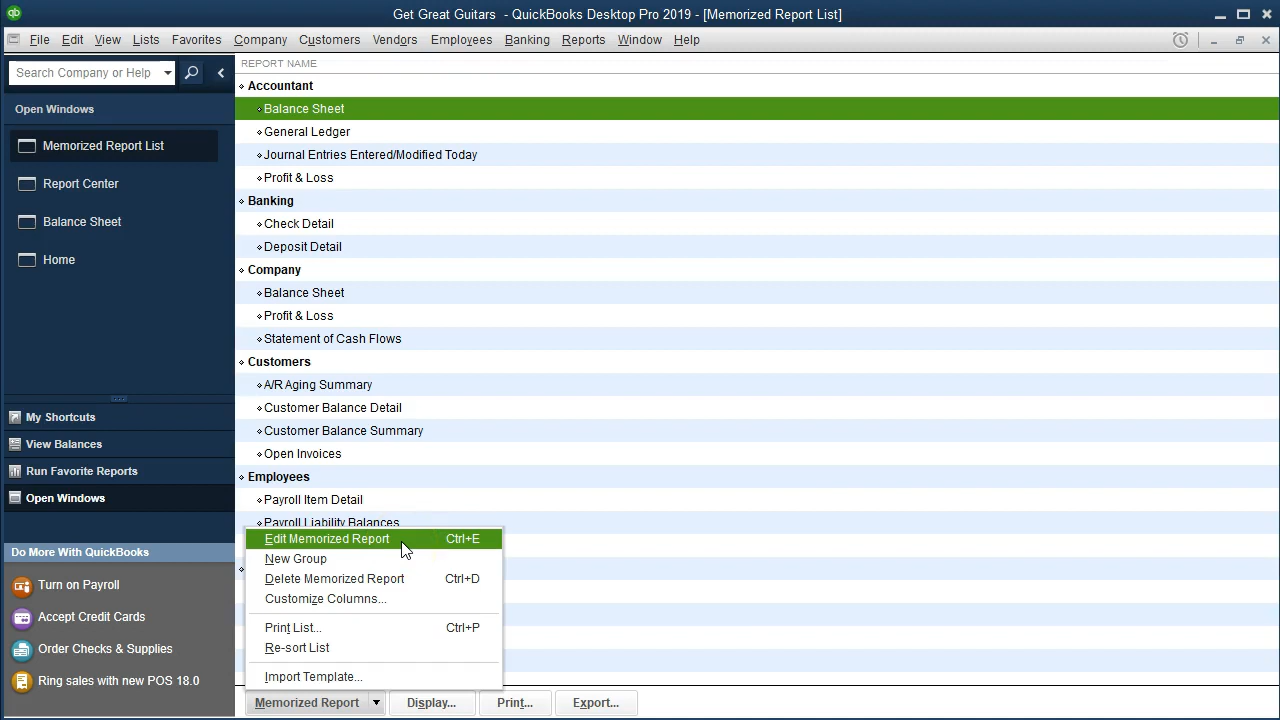 Get Great Guitars - QuickBooks Desktop Pro 2019 - [Memorized Report List]
File Edit View Lists Favorites Company Customers Vendors Employees Banking Reports Window Help
Search Company or Help
REPORT NAME
Open Windows
Memorized Report List
Report Center
Balance Sheet
Home
My Shortcuts
View Balances
Run Favorite Reports
Open Windows
Do More With QuickBooks
Turn on Payroll
Accept Credit Cards
Order Checks & Supplies
Ring sales with new POS 18.0
Accountant
Balance Sheet
General Ledger
Journal Entries Entered/Modified Today
Profit & Loss
Banking
Check Detail
Deposit Detail
Company
Balance Sheet
Profit & Loss
Statement of Cash Flows
Customers
A/R Aging Summary
Customer Balance Detail
Customer Balance Summary
Open Invoices
Employees
Payroll Item Detail
Payroll Liability Balances
Edit Memorized Report Ctrl+E
New Group
Delete Memorized Report Ctrl+D
Customize Columns...
Print List... Ctrl+P
Re-sort List
Import Template...
Memorized Report Display... Print... Export...